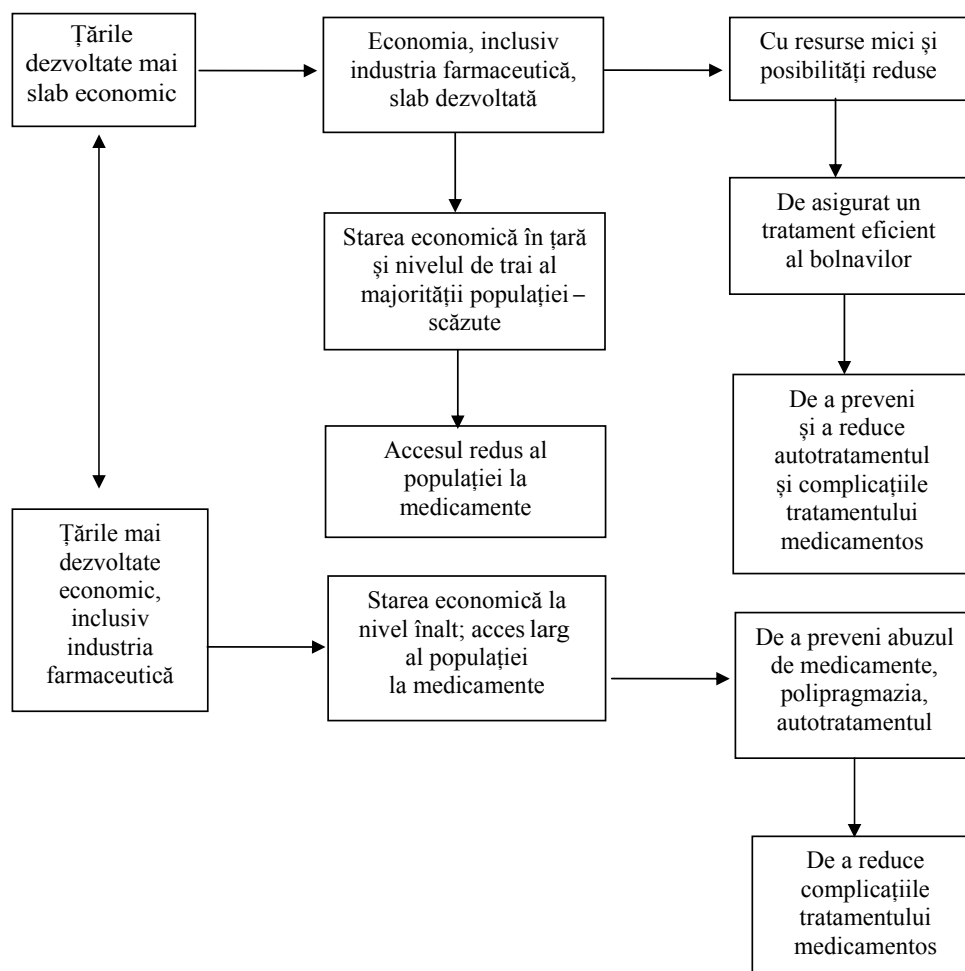 Țările
dezvoltate mai
slab economic
Economia, inclusiv
industria farmaceutică,
slab dezvoltată
Cu resurse mici și
posibilități reduse
De asigurat un
tratament eficient
al bolnavilor
Starea economică în țară
și nivelul de trai al
majorității populației –
scăzute
De a preveni
și a reduce
autotratamentul
și complicațiile
tratamentului
medicamentos
Accesul redus al
populației la
medicamente
Țările mai
dezvoltate
economic,
inclusiv
industria
farmaceutică
Starea economică la
nivel înalt; acces larg
al populației
la medicamente
De a preveni abuzul
de medicamente,
polipragmazia,
autotratamentul
De a reduce
complicațiile
tratamentului
medicamentos